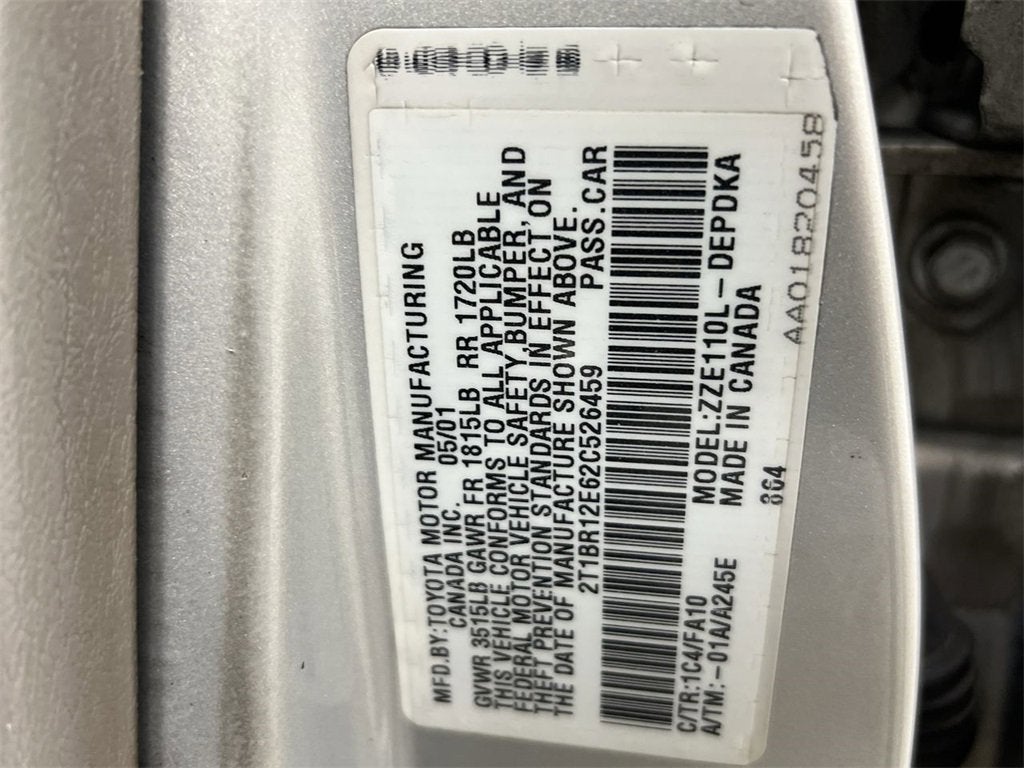 MFD.BY:TOYOTA MOTOR MANUFACTURING
CANADA INC. 05/01
GVWR 3515LB GAWR FR 1815LB RR 1720LB
THIS VEHICLE CONFORMS TO ALL APPLICABLE
FEDERAL MOTOR VEHICLE SAFETY,BUMPER, AND
THEFT PREVENTION STANDARDS IN EFFECT ON
THE DATE OF MANUFACTURE SHOWN ABOVE.
2T1BR12E62C526459 PASS.CAR
C/TR:1C4/FA10 MODEL:ZZE110L-DEPDKA
A/TM:-01A/A245E MADE IN CANADA
864
AA01820458